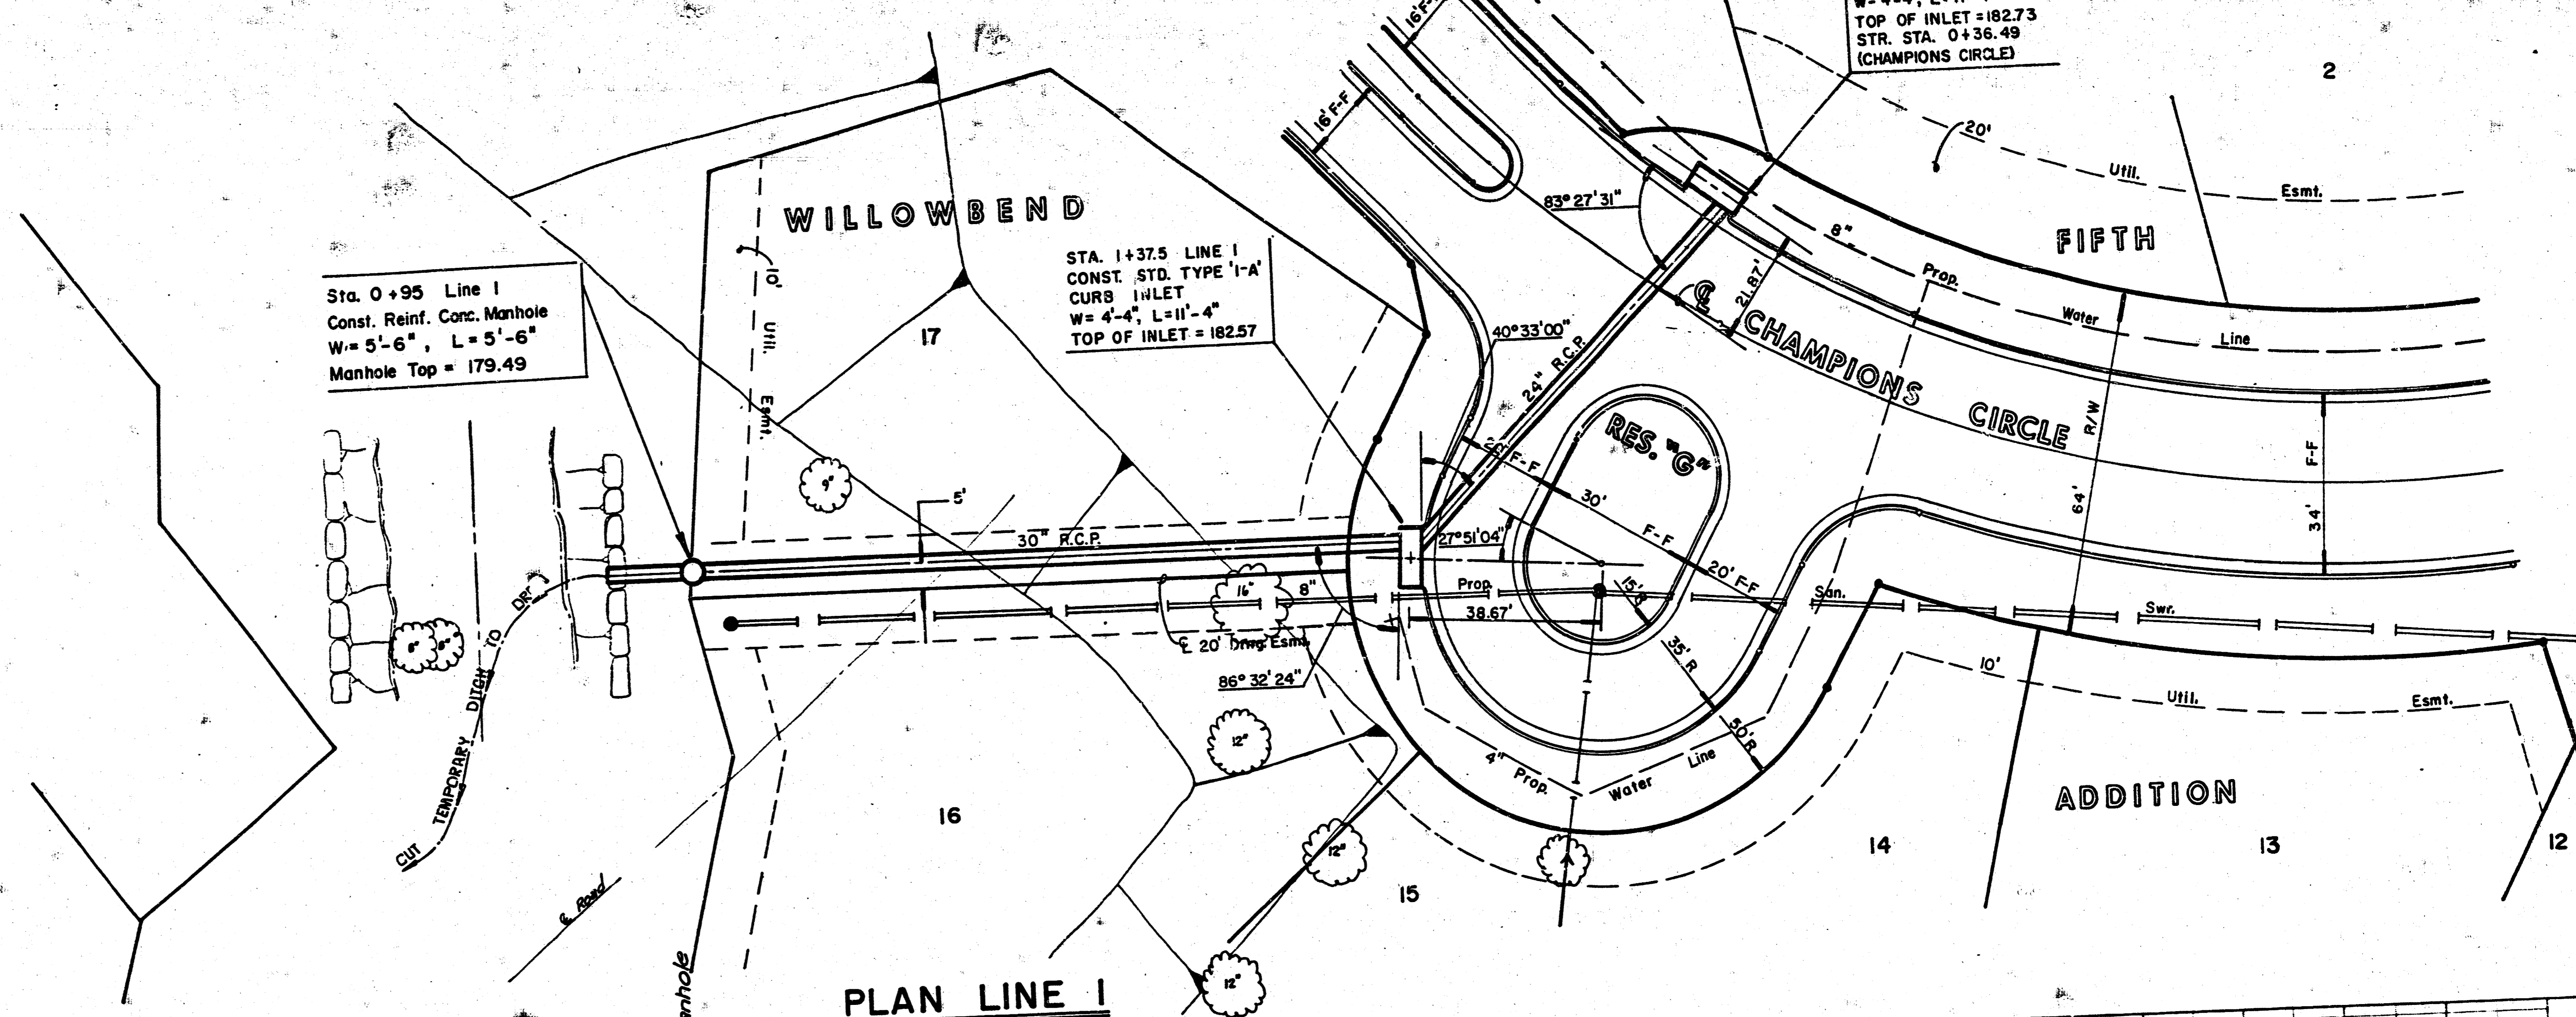 TOP OF INLET = 182.73
STR. STA. 0+36.49
(CHAMPIONS CIRCLE)
2
16' F-F
20'
Util.
Esmt.
WILLOWBEND
83°27'31"
8"
FIFTH
10'
Util.
Esmt.
STA. 1+37.5 LINE 1
CONST. STD. TYPE 'I-A'
CURB INLET
W= 4'-4", L=11'-4"
TOP OF INLET = 182.57
Sta. 0+95 Line 1
Const. Reinf. Conc. Manhole
W= 5'-6", L= 5'-6"
Manhole Top = 179.49
17
21.87'
Prop.
Water
Line
40°33'00"
24" R.C.P.
CHAMPIONS CIRCLE
64' R/W
34' F-F
RES. "G"
20' F-F
30' F-F
20' F-F
9"
5'
30" R.C.P.
27°51'04"
15'R
16"
8"
Prop.
San.
Swr.
38.67'
℄ 20' Drng. Esmt.
86°32'24"
35'R
50'R
10'
Util.
Esmt.
8"
8"
CUT TEMPORARY DITCH TO
12"
4" Prop. Water Line
ADDITION
16
12"
14
13
12
15
℄ Road
12"
PLAN LINE 1